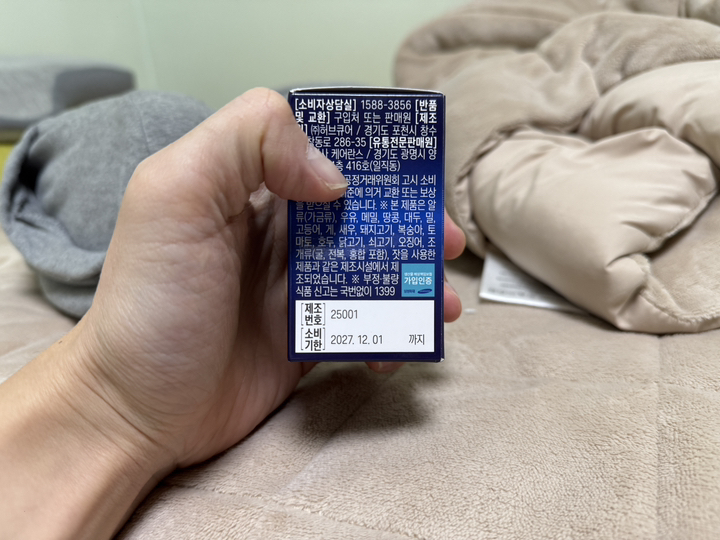 [소비자상담실] 1588-3856 [반품
및 교환] 구입처 또는 판매원 [제조
㈜허브큐어 / 경기도 포천시 창수
286-35 [유통전문판매원]
케어란스 / 경기도 광명시 양
416호(일직동)
공정거래위원회 고시 소비
의거 교환 또는 보상
을 받으실 수 있습니다. ※ 본 제품은 알
류(가금류), 우유, 메밀, 땅콩, 대두, 밀,
고등어, 게, 새우, 돼지고기, 복숭아, 토
마토, 호두, 닭고기, 쇠고기, 오징어, 조
개류(굴, 전복, 홍합 포함), 잣을 사용한
제품과 같은 제조시설에서 제
조되었습니다. ※ 부정·불량
식품 신고는 국번없이 1399
가입인증
[제조번호] 25001
[소비기한] 2027. 12. 01 까지